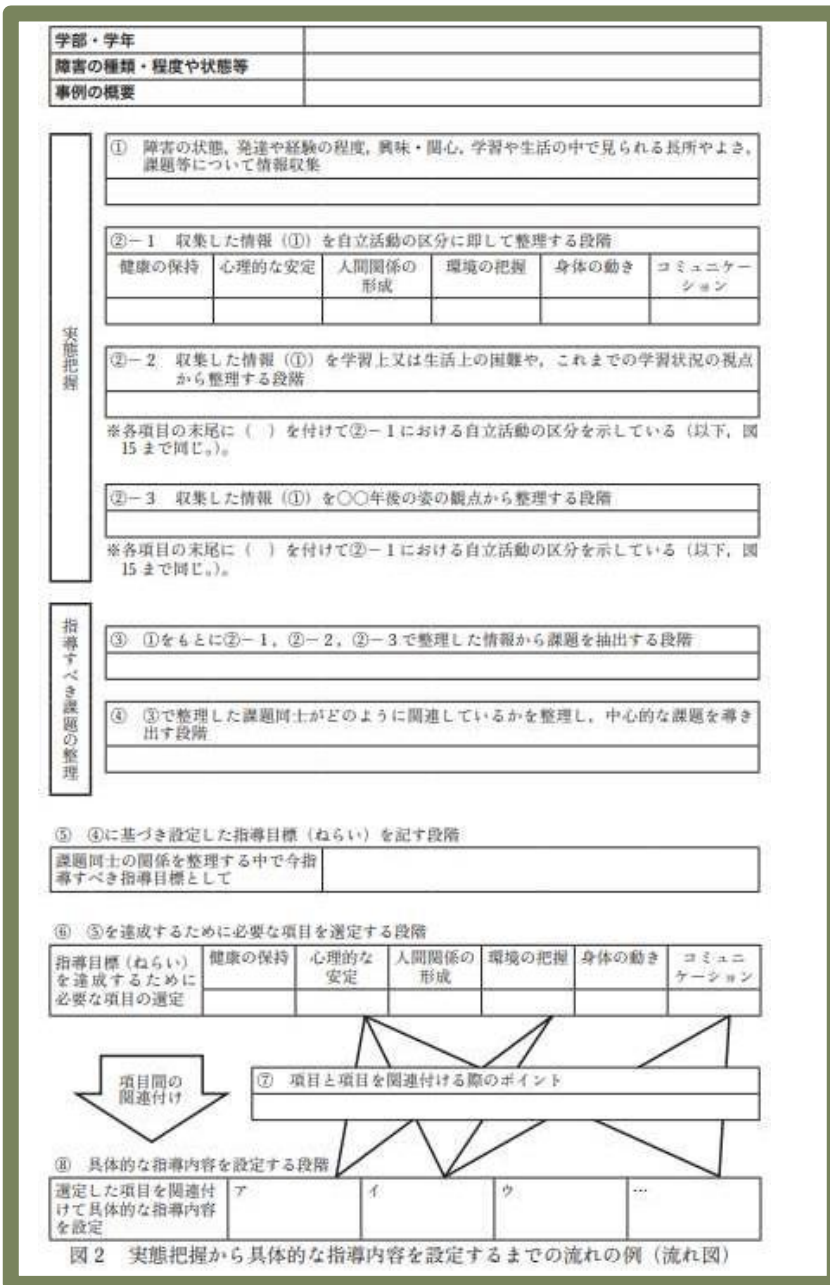 学部・学年
障害の種類・程度や状態等
事例の概要
実態把握
① 障害の状態，発達や経験の程度，興味・関心，学習や生活の中で見られる長所やよさ，
課題等について情報収集
②－1 収集した情報（①）を自立活動の区分に即して整理する段階
健康の保持 心理的な安定 人間関係の 環境の把握 身体の動き コミュニケー
形成 ション
②－2 収集した情報（①）を学習上又は生活上の困難や，これまでの学習状況の視点
から整理する段階
※各項目の末尾に（ ）を付けて②－1における自立活動の区分を示している（以下，図
15まで同じ。）。
②－3 収集した情報（①）を○○年後の姿の観点から整理する段階
※各項目の末尾に（ ）を付けて②－1における自立活動の区分を示している（以下，図
15まで同じ。）。
指導すべき課題の整理
③ ①をもとに②－1，②－2，②－3で整理した情報から課題を抽出する段階
④ ③で整理した課題同士がどのように関連しているかを整理し，中心的な課題を導き
出す段階
⑤ ④に基づき設定した指導目標（ねらい）を記す段階
課題同士の関係を整理する中で今指
導すべき指導目標として
⑥ ⑤を達成するために必要な項目を選定する段階
指導目標（ねらい）
を達成するために
必要な項目の選定
健康の保持 心理的な 人間関係の 環境の把握 身体の動き コミュニ
安定 形成 ケーション
項目間の
関連付け
⑦ 項目と項目を関連付ける際のポイント
⑧ 具体的な指導内容を設定する段階
選定した項目を関連付
けて具体的な指導内容
を設定
ア イ ウ …
図2 実態把握から具体的な指導内容を設定するまでの流れの例（流れ図）